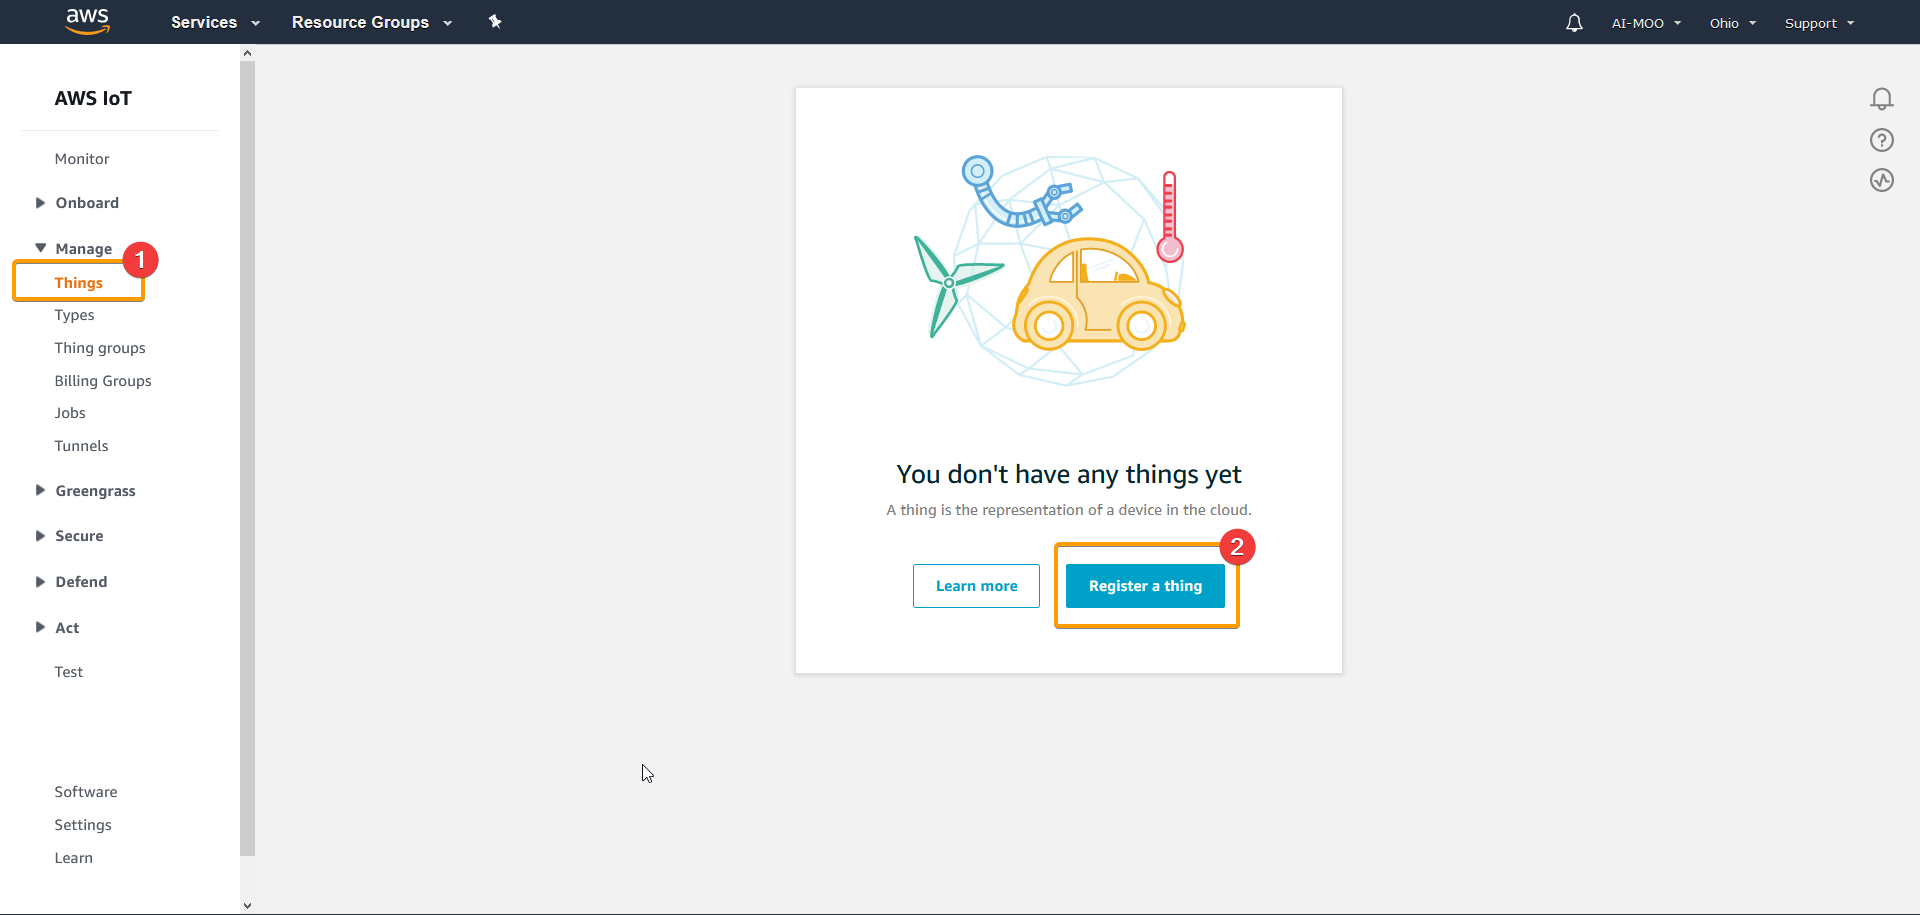 aws Services Resource Groups AI-MOO Ohio Support
AWS IoT
Monitor
Onboard
Manage
1
Things
Types
Thing groups
Billing Groups
Jobs
Tunnels
Greengrass
Secure
Defend
Act
Test
Software
Settings
Learn
You don't have any things yet
A thing is the representation of a device in the cloud.
2
Learn more Register a thing
?